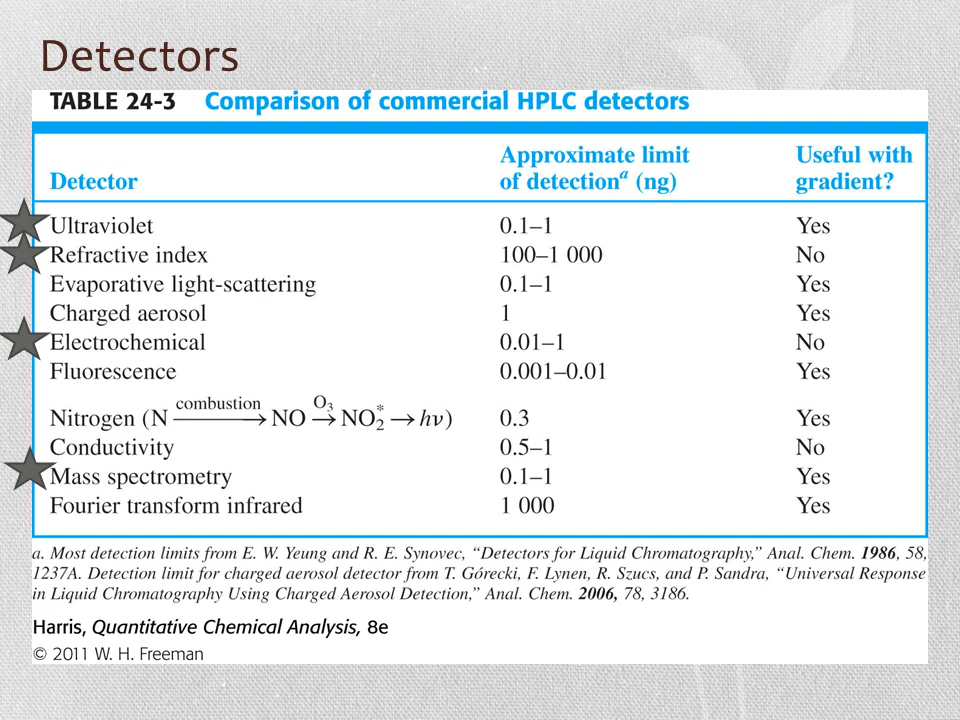 Detectors
TABLE 24-3 Comparison of commercial HPLC detectors
Detector Approximate limit of detectionᵃ (ng) Useful with gradient?
Ultraviolet 0.1–1 Yes
Refractive index 100–1 000 No
Evaporative light-scattering 0.1–1 Yes
Charged aerosol 1 Yes
Electrochemical 0.01–1 No
Fluorescence 0.001–0.01 Yes
Nitrogen (N combustion→ NO O₃→ NO₂* → hν) 0.3 Yes
Conductivity 0.5–1 No
Mass spectrometry 0.1–1 Yes
Fourier transform infrared 1 000 Yes
a. Most detection limits from E. W. Yeung and R. E. Synovec, “Detectors for Liquid Chromatography,” Anal. Chem. 1986, 58,
1237A. Detection limit for charged aerosol detector from T. Górecki, F. Lynen, R. Szucs, and P. Sandra, “Universal Response
in Liquid Chromatography Using Charged Aerosol Detection,” Anal. Chem. 2006, 78, 3186.
Harris, Quantitative Chemical Analysis, 8e
© 2011 W. H. Freeman